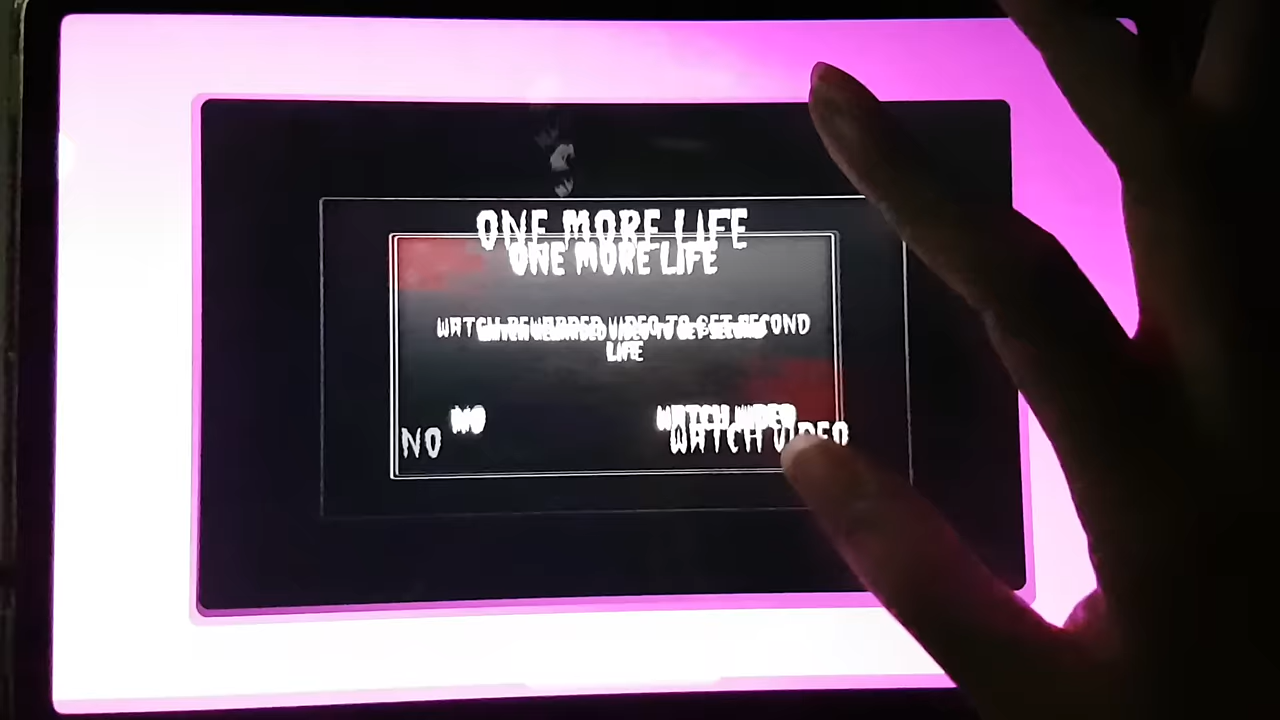 ONE MORE LIFE
ONE MORE LIFE
WATCH REWARDED VIDEO TO GET SECOND
LIFE
NO
WATCH VIDEO
NO
WATCH VIDEO